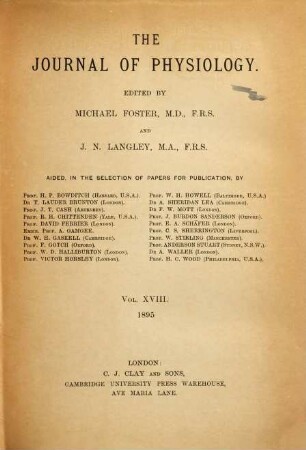 THE
JOURNAL OF PHYSIOLOGY.
EDITED BY
MICHAEL FOSTER, M.D., F.R.S.
AND
J. N. LANGLEY, M.A., F.R.S.
AIDED, IN THE SELECTION OF PAPERS FOR PUBLICATION, BY
PROF. H. P. BOWDITCH (HARVARD, U.S.A.).
DR T. LAUDER BRUNTON (LONDON).
PROF. J. T. CASH (ABERDEEN).
PROF. R. H. CHITTENDEN (YALE, U.S.A.).
PROF. DAVID FERRIER (LONDON).
PROF. A. GAMGEE.
DR W. H. GASKELL (CAMBRIDGE).
PROF. F. GOTCH (OXFORD).
PROF. W. D. HALLIBURTON (LONDON).
PROF. VICTOR HORSLEY (LONDON).
PROF. W. H. HOWELL (BALTIMORE, U.S.A.).
DR A. SHERIDAN LEA (CAMBRIDGE).
DR F. W. MOTT (LONDON).
PROF. J. BURDON SANDERSON (OXFORD).
PROF. E. A. SCHÄFER (LONDON).
PROF. C. S. SHERRINGTON (LIVERPOOL).
PROF. W. STIRLING (MANCHESTER).
PROF. ANDERSON STUART (SYDNEY, N.S.W.).
DR A. WALLER (LONDON).
PROF. H. C. WOOD (PHILADELPHIA, U.S.A.).
VOL. XVIII.
1895
LONDON:
C. J. CLAY AND SONS,
CAMBRIDGE UNIVERSITY PRESS WAREHOUSE,
AVE MARIA LANE.